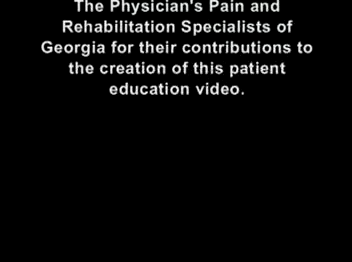 The Physician's Pain and
Rehabilitation Specialists of
Georgia for their contributions to
the creation of this patient
education video.